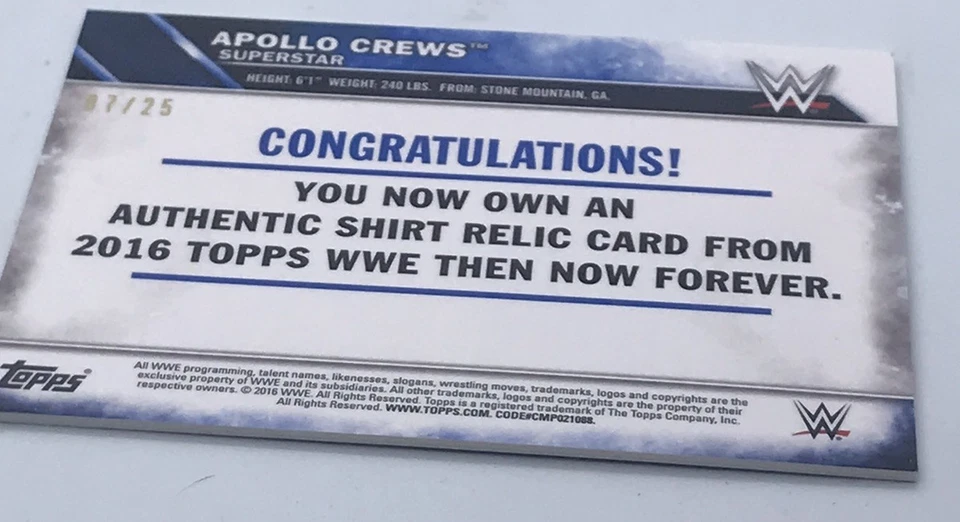 APOLLO CREWS™
SUPERSTAR
HEIGHT: 6'1" WEIGHT: 240 LBS. FROM: STONE MOUNTAIN, GA.
W
07/25
CONGRATULATIONS!
YOU NOW OWN AN
AUTHENTIC SHIRT RELIC CARD FROM
2016 TOPPS WWE THEN NOW FOREVER.
topps®
All WWE programming, talent names, likenesses, slogans, wrestling moves, trademarks, logos and copyrights are the
exclusive property of WWE and its subsidiaries. All other trademarks, logos and copyrights are the property of their
respective owners. © 2016 WWE. All Rights Reserved. Topps is a registered trademark of The Topps Company, Inc.
All Rights Reserved. WWW.TOPPS.COM. CODE#CMP021088.
W